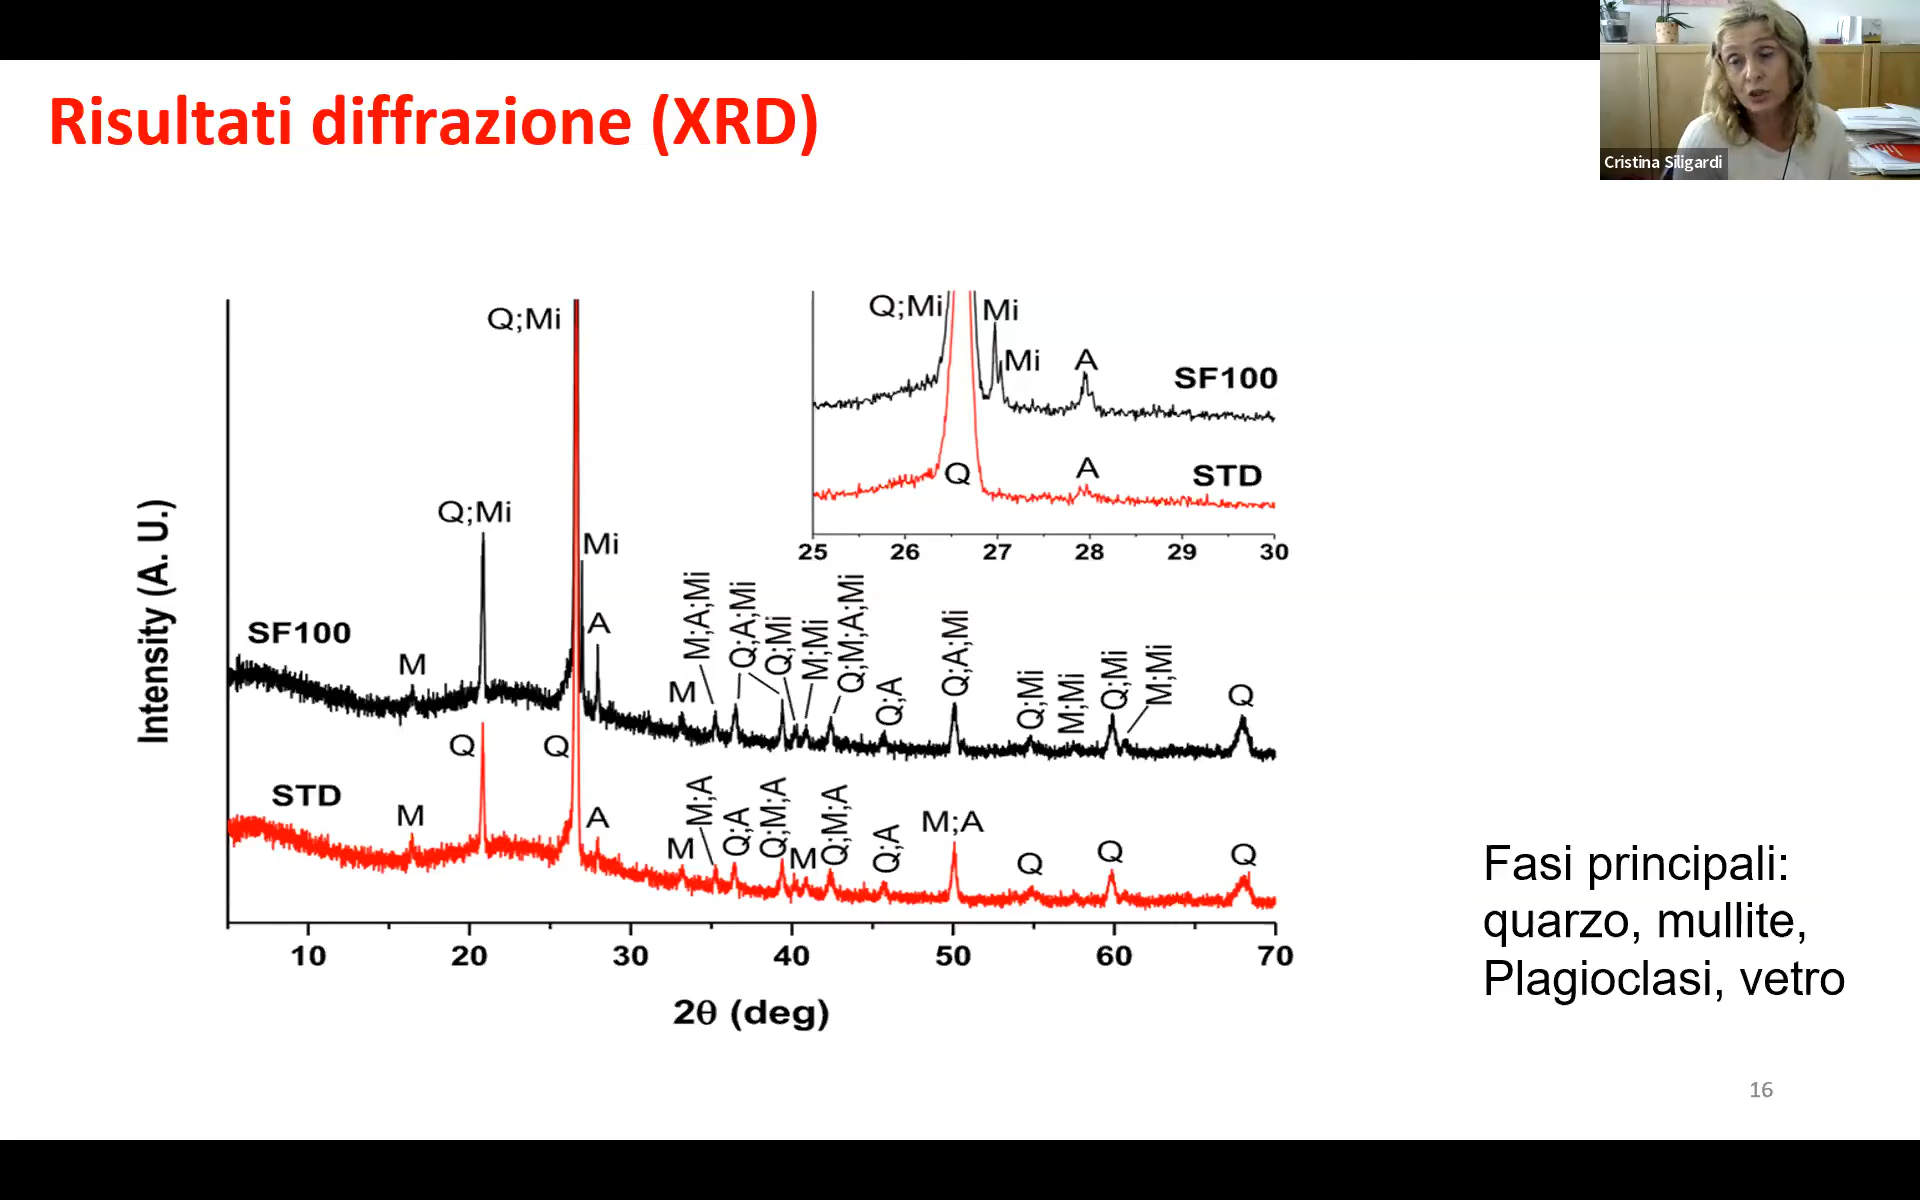 Risultati diffrazione (XRD)
Cristina Siligardi
Q;Mi
Q;Mi
Mi
Mi
A
SF100
Q
A
STD
25 26 27 28 29 30
Q;Mi
Mi
SF100
M
A
M
M;A;Mi
Q;A;Mi
Q;Mi
M;Mi
Q;M;A;Mi
Q;A
Q;A;Mi
Q;Mi
M;Mi
Q;Mi
M;Mi
Q
Q
Q
STD
M
A
M
M;A
Q;A
Q;M;A
M
Q;M;A
Q;A
M;A
Q
Q
Q
Intensity (A. U.)
10 20 30 40 50 60 70
2θ (deg)
Fasi principali:
quarzo, mullite,
Plagioclasi, vetro
16